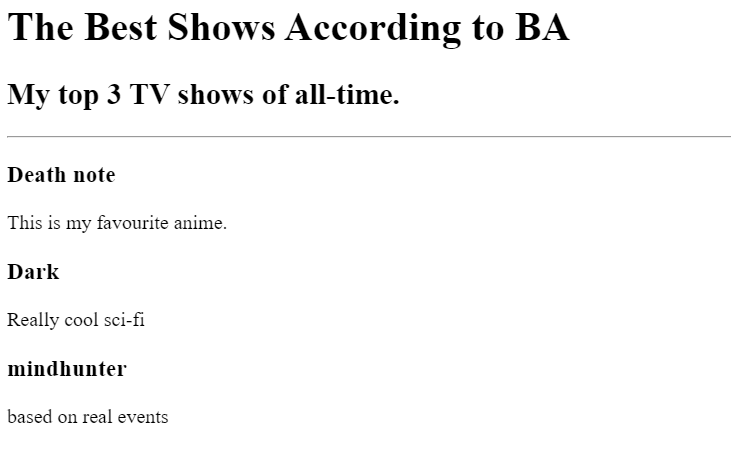 The Best Shows According to BA
My top 3 TV shows of all-time.
Death note
This is my favourite anime.
Dark
Really cool sci-fi
mindhunter
based on real events